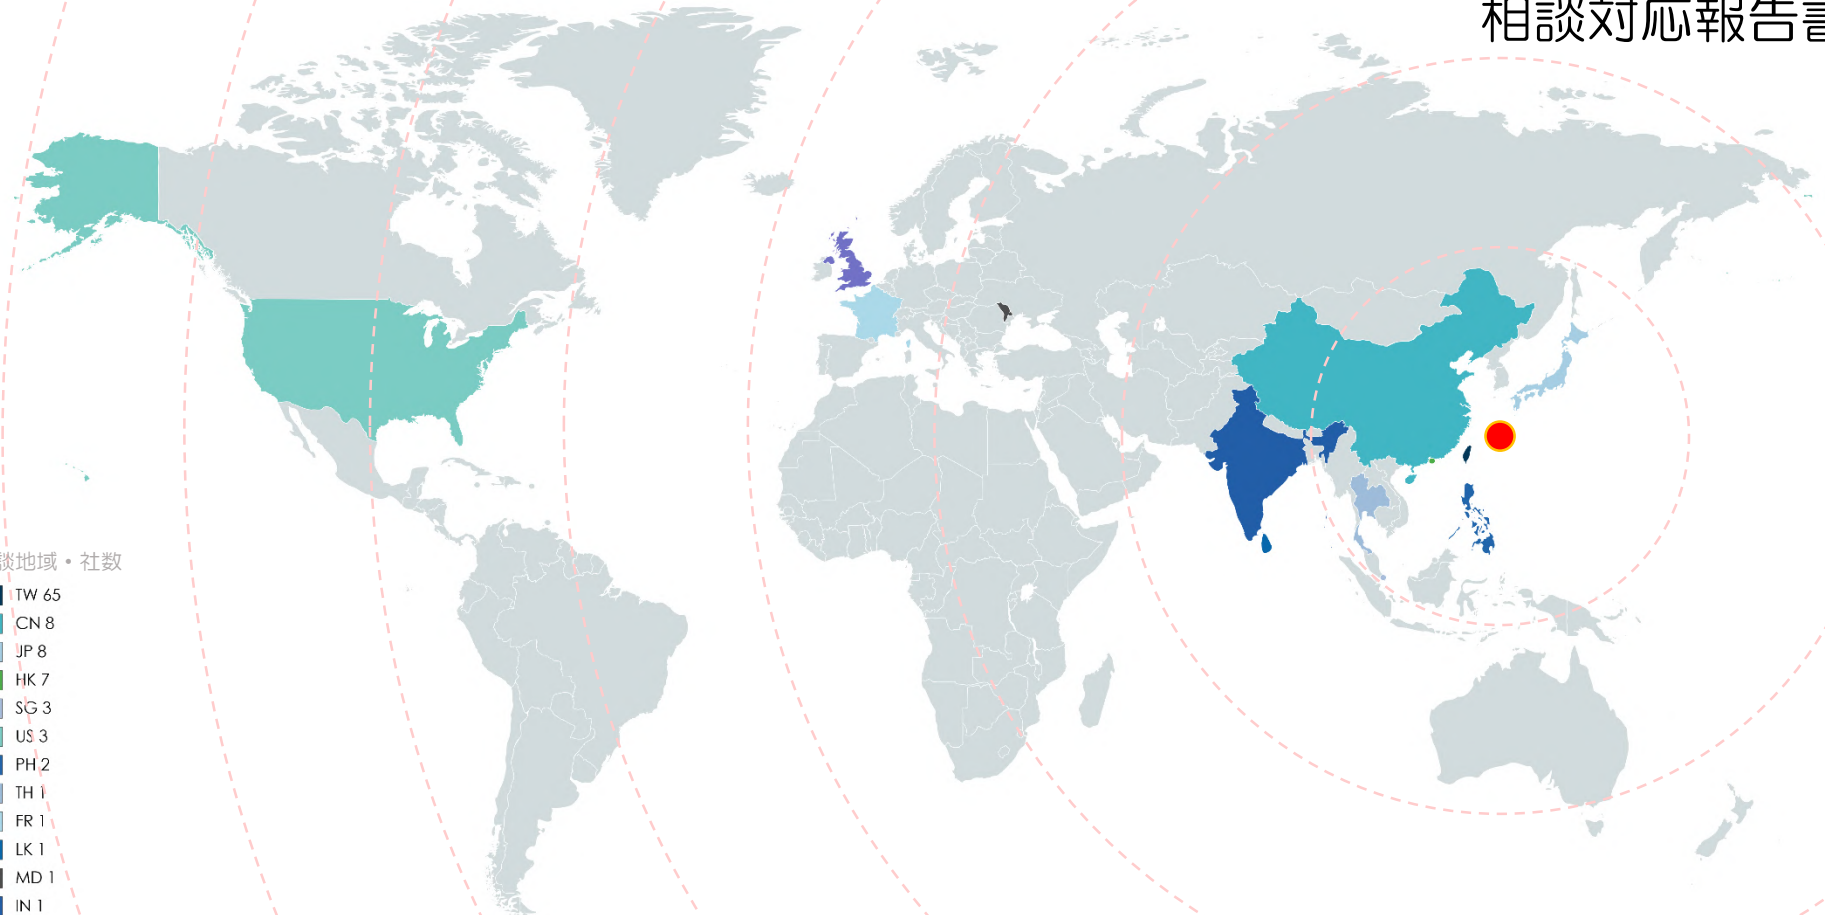 相談対応報告書
談地域・社数
TW 65
CN 8
JP 8
HK 7
SG 3
US 3
PH 2
TH 1
FR 1
LK 1
MD 1
IN 1